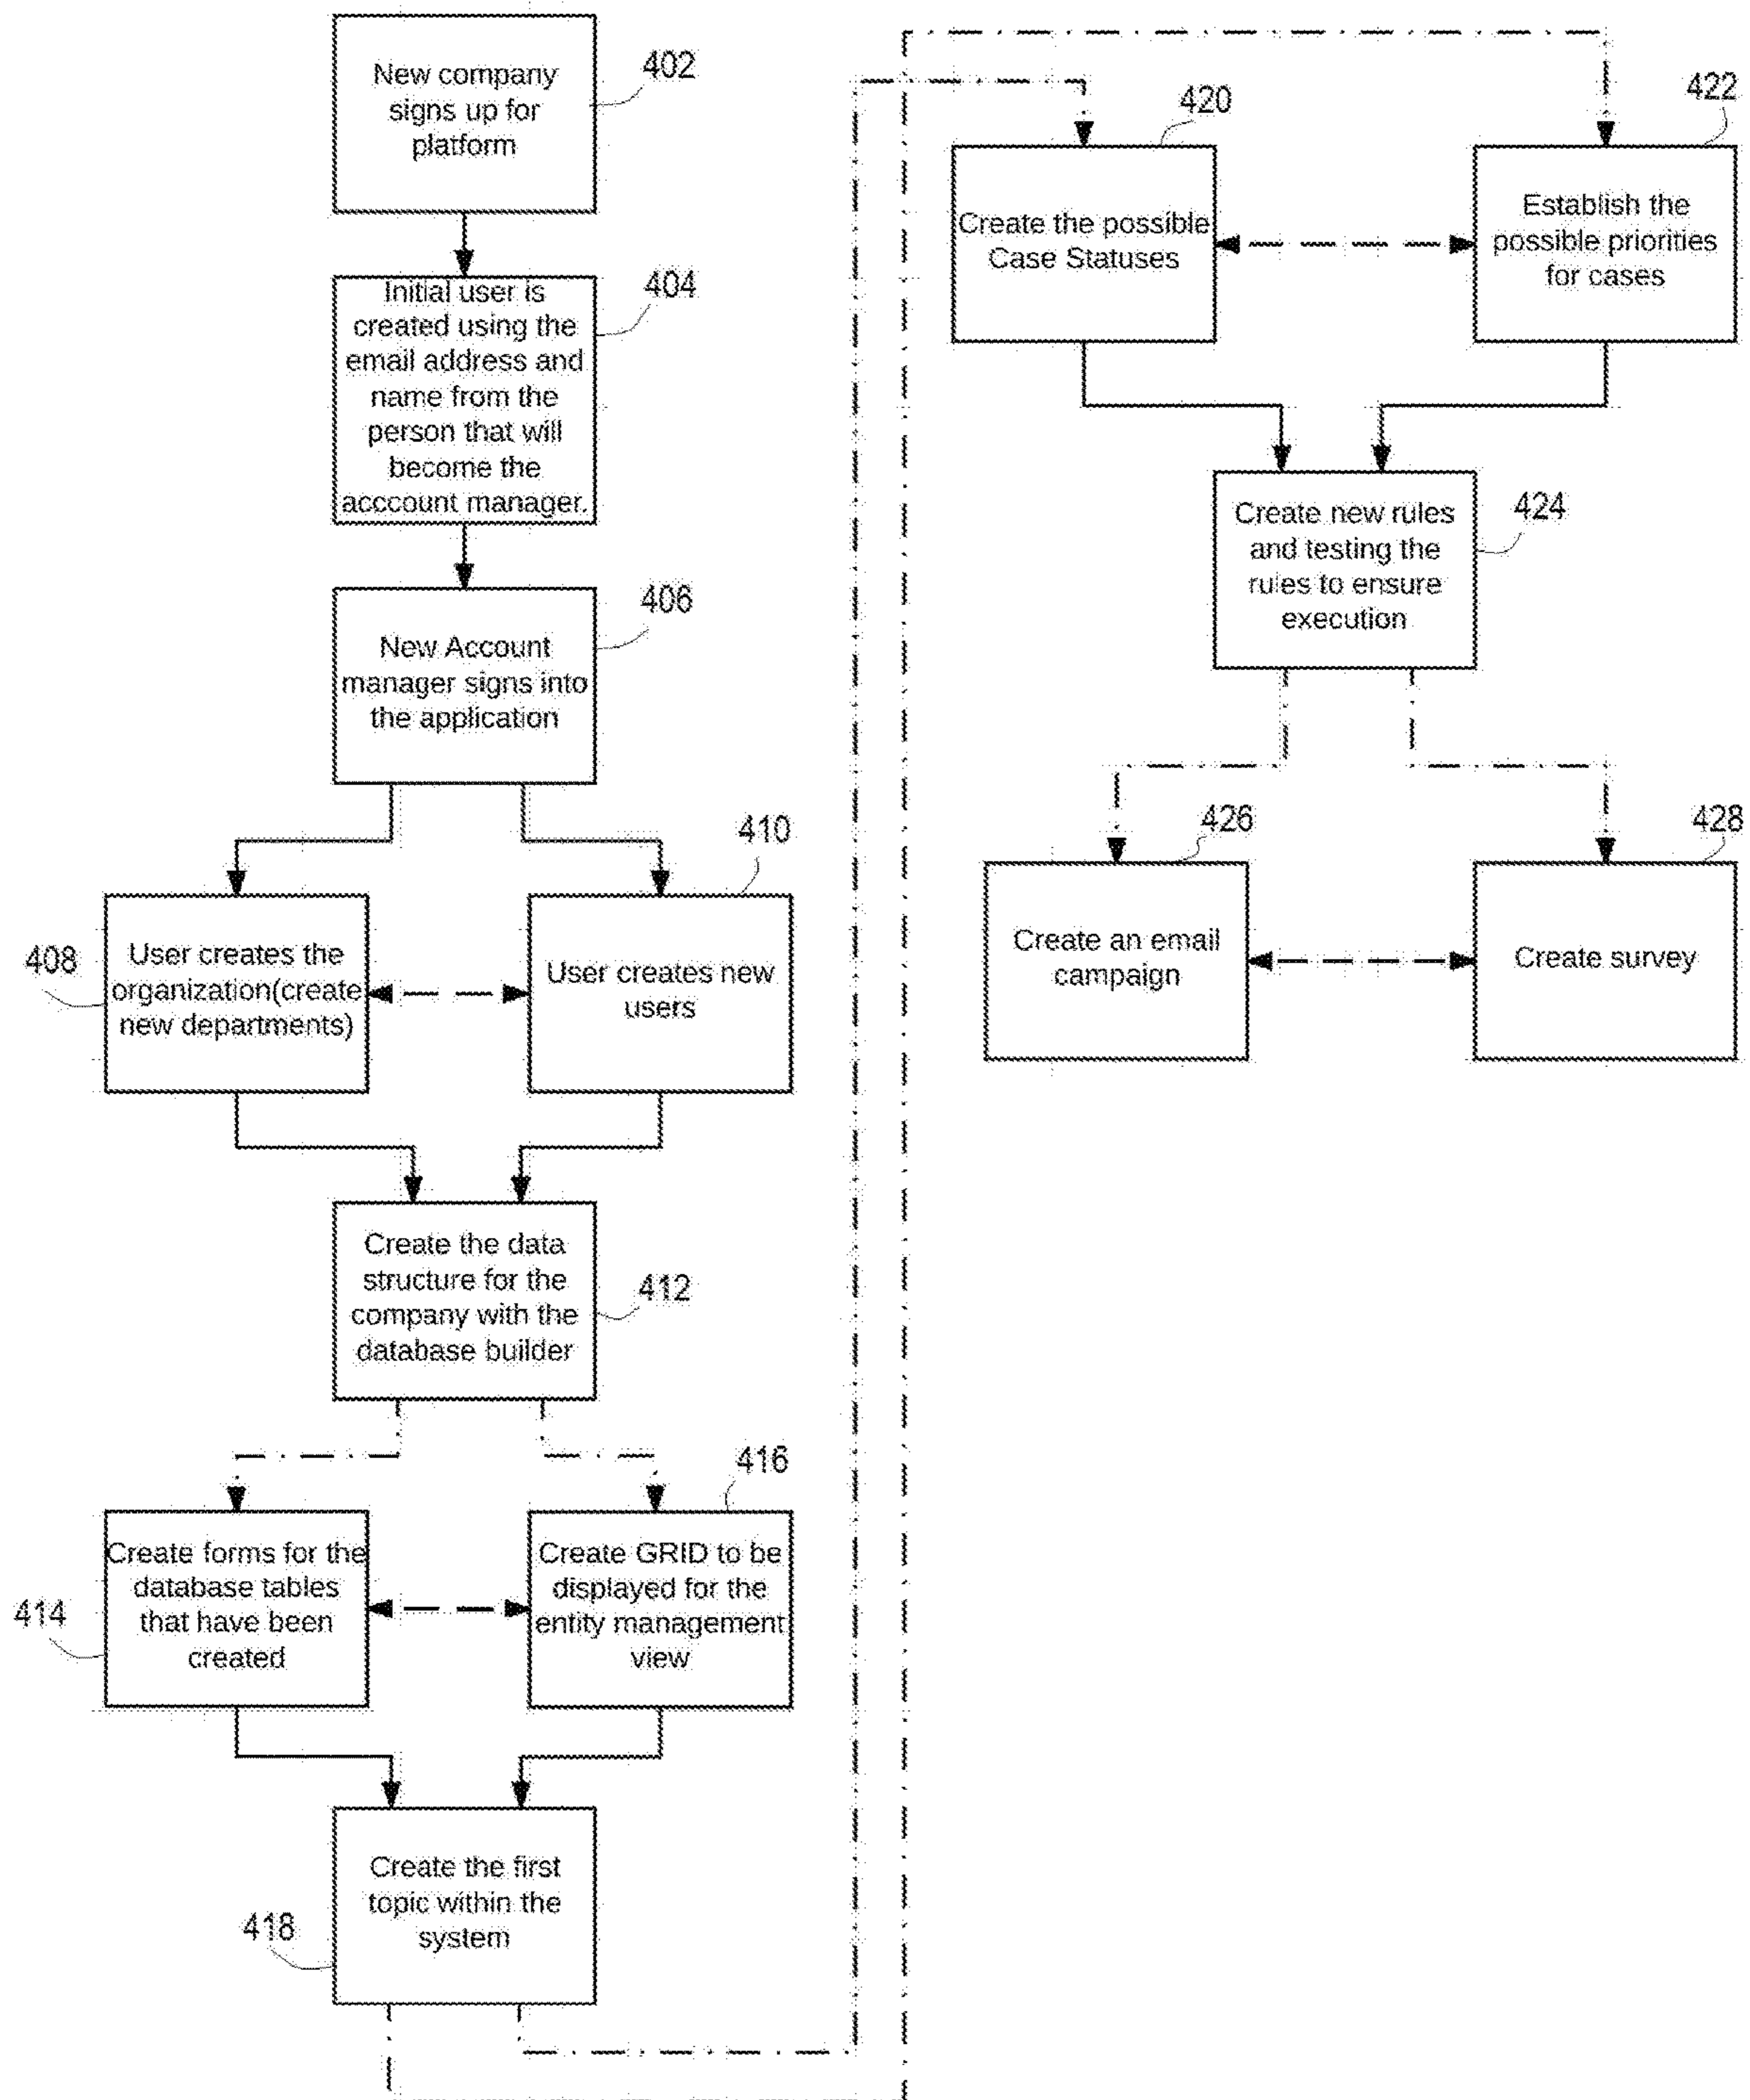 New company
signs up for
platform
402
Initial user is
created using the
email address and
name from the
person that will
become the
acccount manager.
404
New Account
manager signs into
the application
406
408
User creates the
organization(create
new departments)
410
User creates new
users
Create the data
structure for the
company with the
database builder
412
414
Create forms for the
database tables
that have been
created
416
Create GRID to be
displayed for the
entity management
view
418
Create the first
topic within the
system
420
Create the possible
Case Statuses
422
Establish the
possible priorities
for cases
424
Create new rules
and testing the
rules to ensure
execution
426
Create an email
campaign
428
Create survey